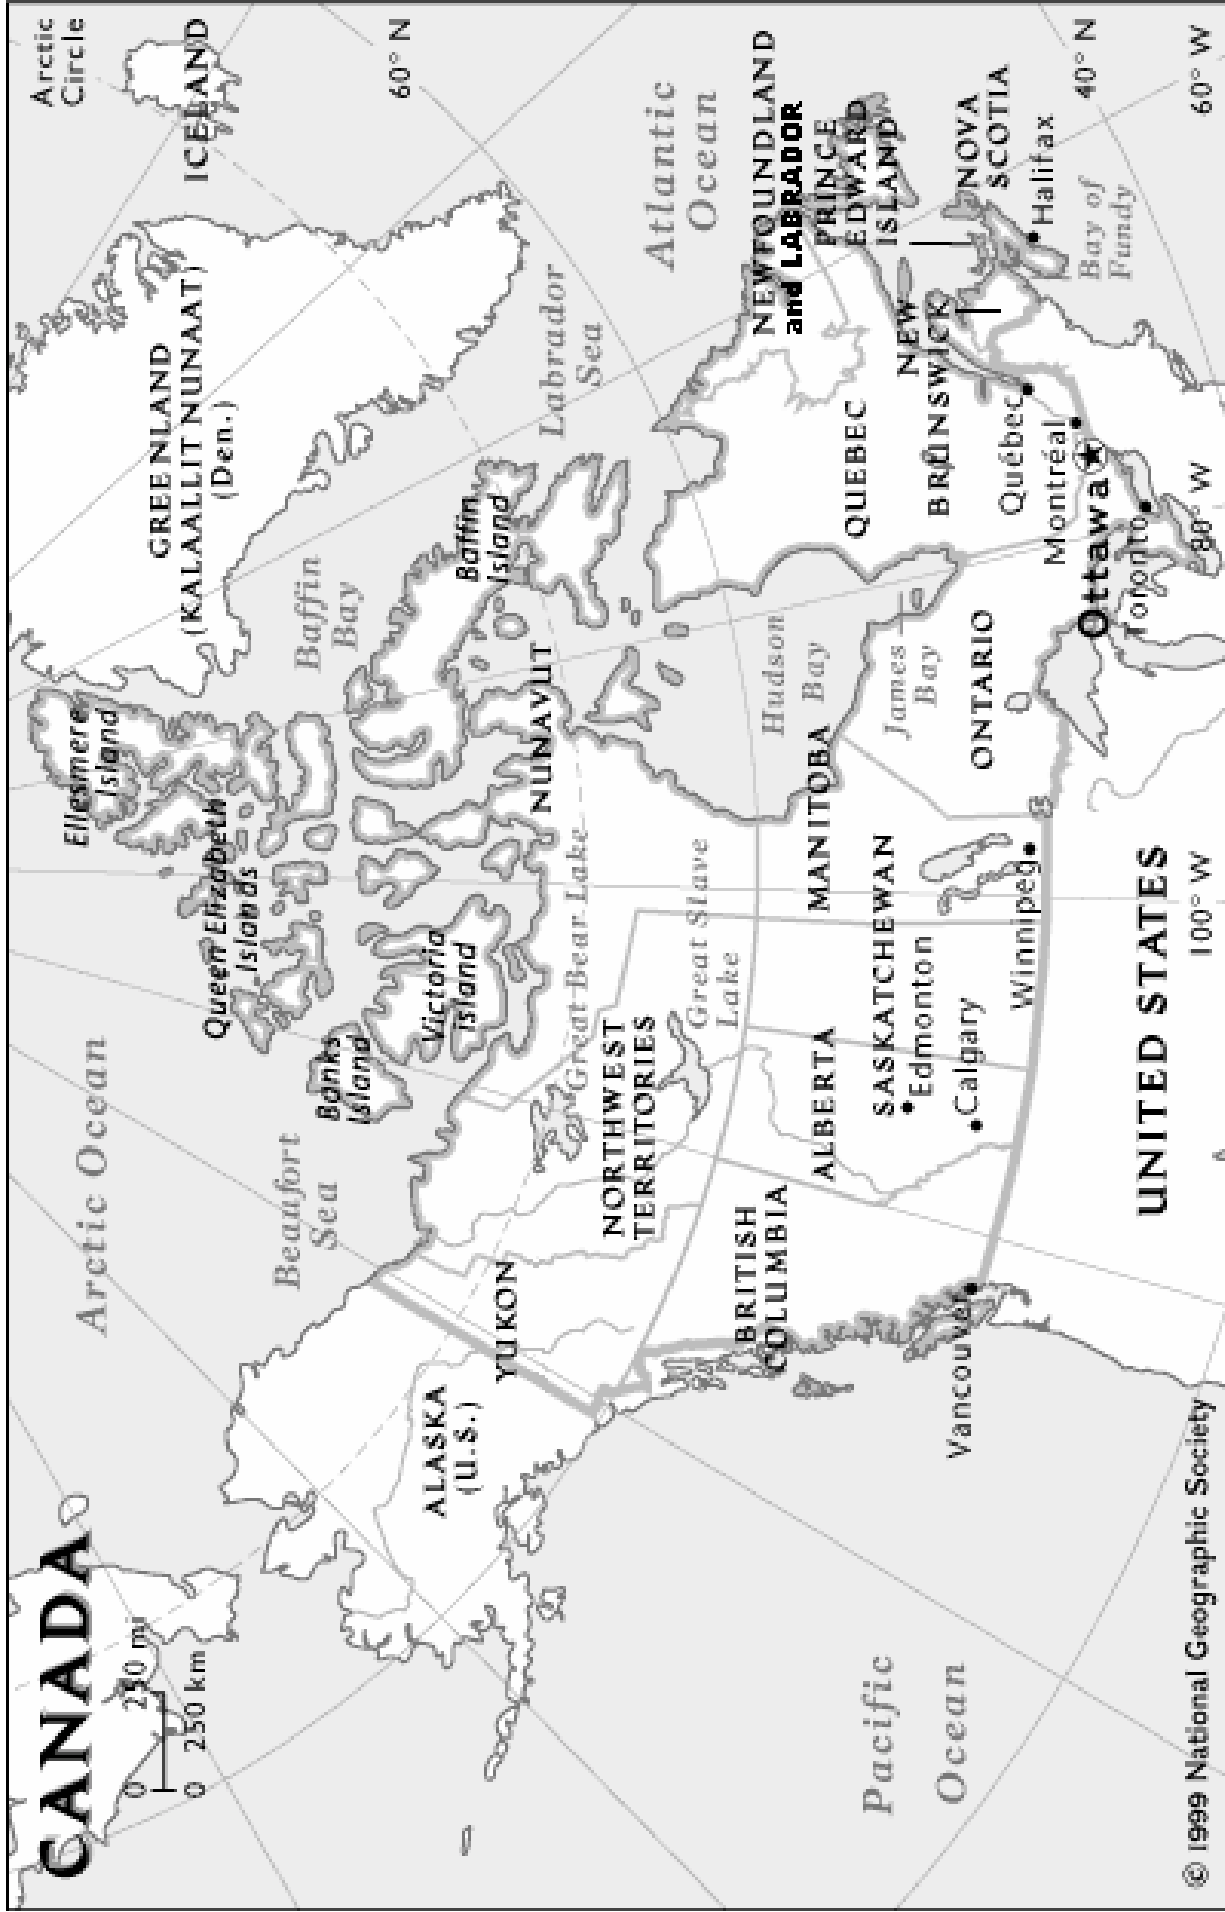 CANADA
0 250 mi
0 250 km
Arctic
Circle
ICELAND
60° N
GREENLAND
(KALAALLIT NUNAAT)
(Den.)
Arctic Ocean
Ellesmere
Island
Queen Elizabeth
Islands
Baffin
Bay
Beaufort
Sea
Banks
Island
Victoria
Island
Baffin
Island
Labrador
Sea
Atlantic
Ocean
ALASKA
(U.S.)
YUKON
NUNAVUT
Great Bear Lake
NORTHWEST
TERRITORIES
Great Slave
Lake
Hudson
Bay
NEWFOUNDLAND
and LABRADOR
PRINCE
EDWARD
ISLAND
BRITISH
COLUMBIA
ALBERTA
MANITOBA
SASKATCHEWAN
Edmonton
Calgary
James
Bay
QUEBEC
NEW
BRUNSWICK
NOVA
SCOTIA
Halifax
Bay of
Fundy
Pacific
Ocean
Vancouver
Winnipeg
ONTARIO
Québec
Montréal
Ottawa
Toronto
40° N
60° W
80° W
100° W
UNITED STATES
© 1999 National Geographic Society